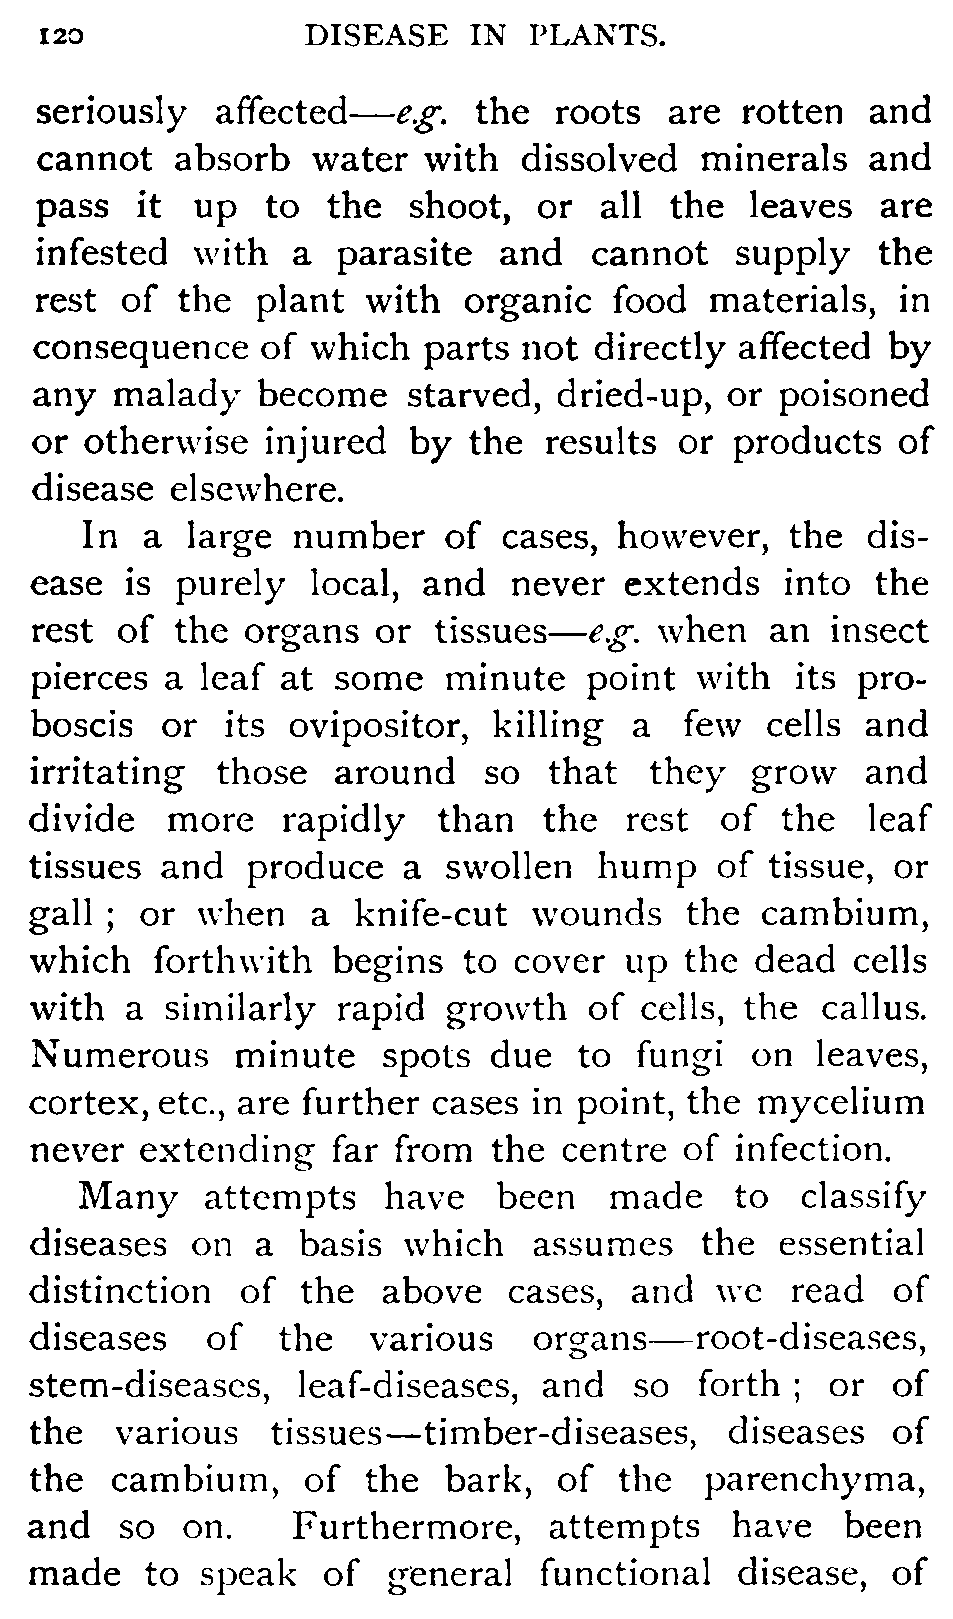 120 DISEASE IN PLANTS.
seriously affected—e.g. the roots are rotten and
cannot absorb water with dissolved minerals and
pass it up to the shoot, or all the leaves are
infested with a parasite and cannot supply the
rest of the plant with organic food materials, in
consequence of which parts not directly affected by
any malady become starved, dried-up, or poisoned
or otherwise injured by the results or products of
disease elsewhere.
In a large number of cases, however, the dis-
ease is purely local, and never extends into the
rest of the organs or tissues—e.g. when an insect
pierces a leaf at some minute point with its pro-
boscis or its ovipositor, killing a few cells and
irritating those around so that they grow and
divide more rapidly than the rest of the leaf
tissues and produce a swollen hump of tissue, or
gall ; or when a knife-cut wounds the cambium,
which forthwith begins to cover up the dead cells
with a similarly rapid growth of cells, the callus.
Numerous minute spots due to fungi on leaves,
cortex, etc., are further cases in point, the mycelium
never extending far from the centre of infection.
Many attempts have been made to classify
diseases on a basis which assumes the essential
distinction of the above cases, and we read of
diseases of the various organs—root-diseases,
stem-diseases, leaf-diseases, and so forth ; or of
the various tissues—timber-diseases, diseases of
the cambium, of the bark, of the parenchyma,
and so on. Furthermore, attempts have been
made to speak of general functional disease, of